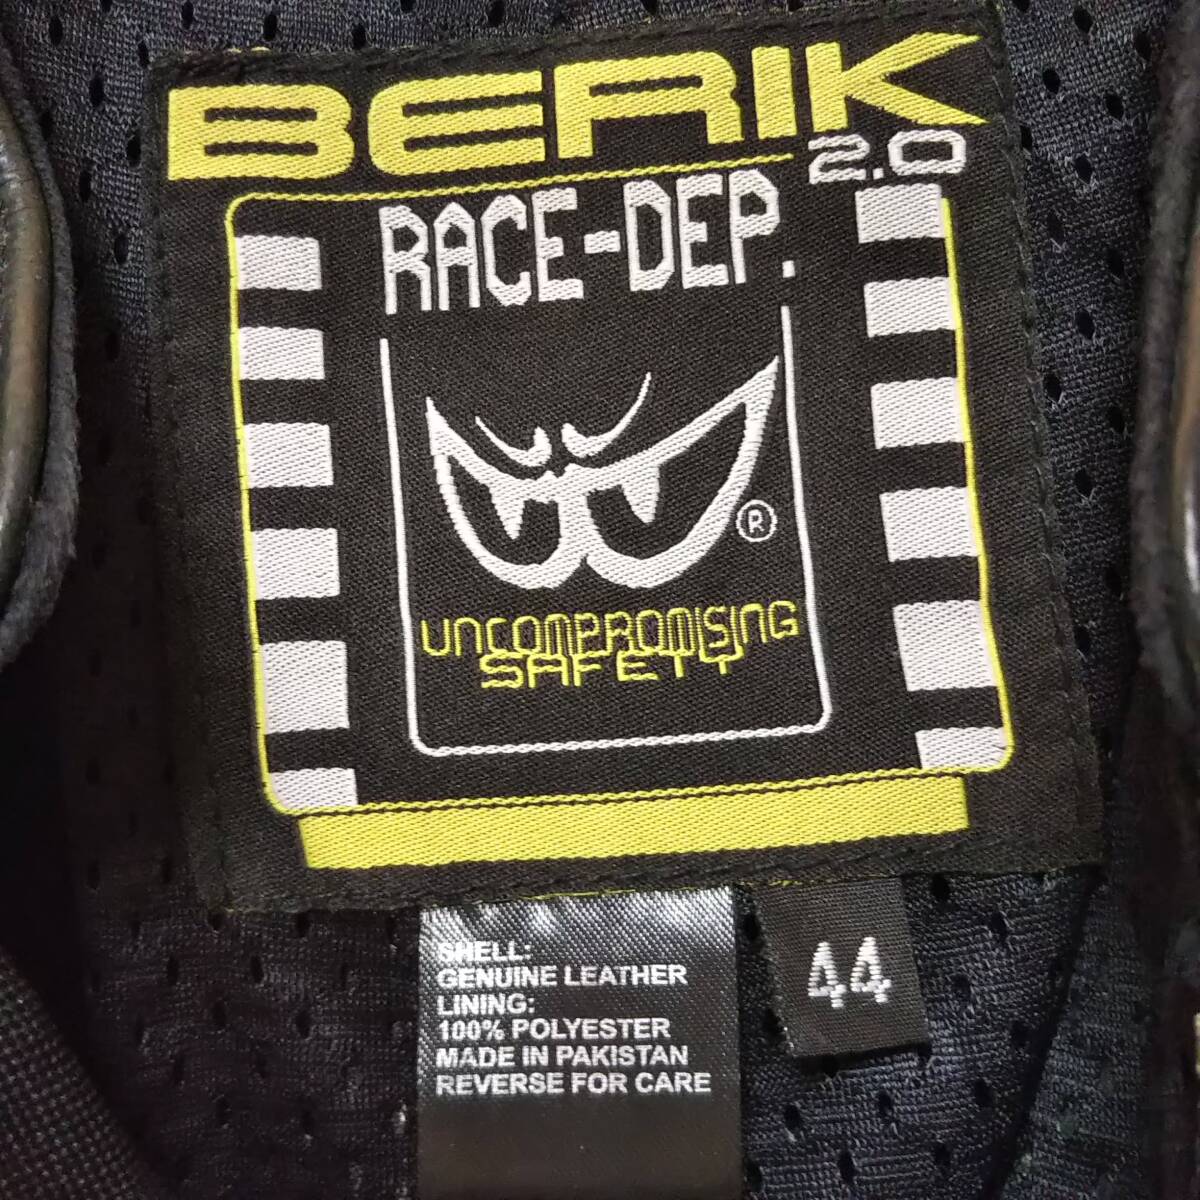 BERIK
2.0
RACE-DEP.
®
UNCOMPROMISING
SAFETY
SHELL:
GENUINE LEATHER
LINING:
100% POLYESTER
MADE IN PAKISTAN
REVERSE FOR CARE
44